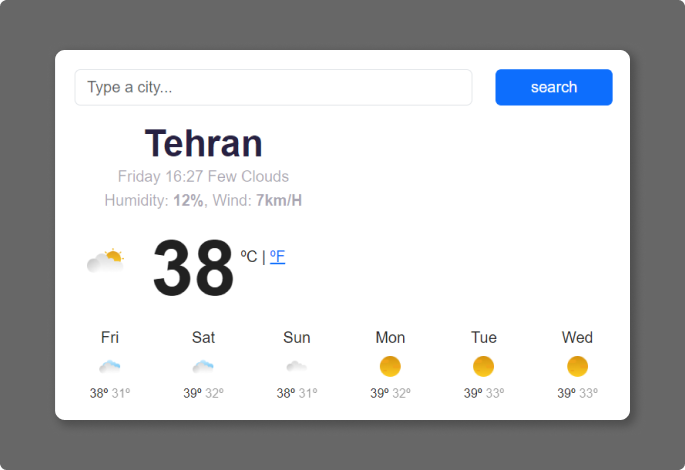 Type a city... search
Tehran
Friday 16:27 Few Clouds
Humidity: 12%, Wind: 7km/H
38 ºC | ºF
Fri Sat Sun Mon Tue Wed
38º 31º 39º 32º 38º 31º 39º 32º 39º 33º 39º 33º